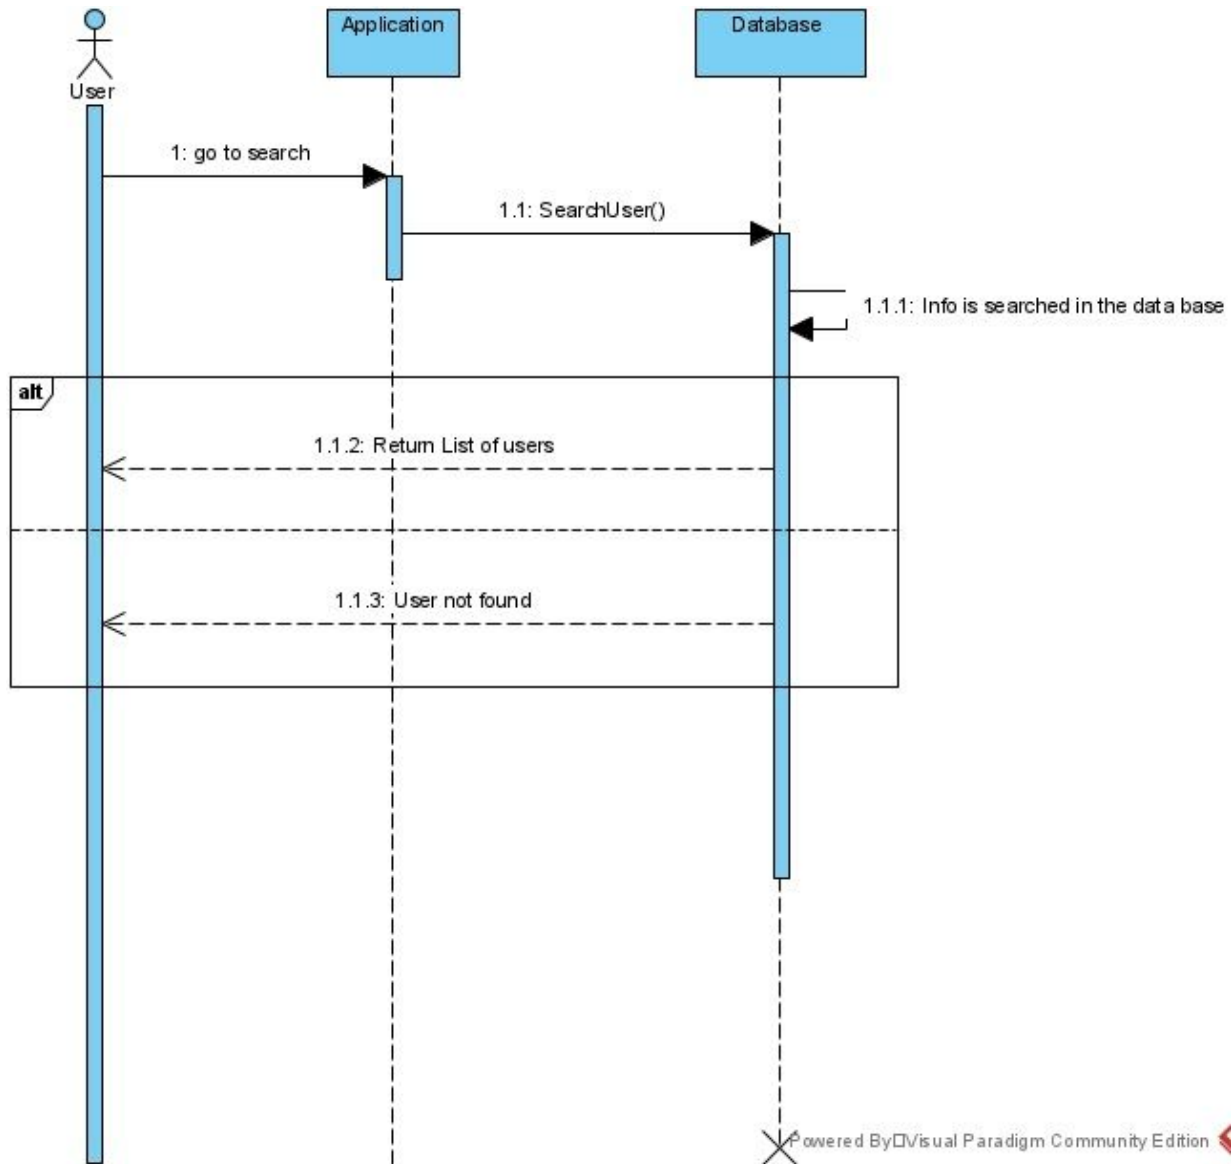 Application
Database
User
1: go to search
1.1: SearchUser()
1.1.1: Info is searched in the data base
alt
1.1.2: Return List of users
1.1.3: User not found
Powered By□Visual Paradigm Community Edition